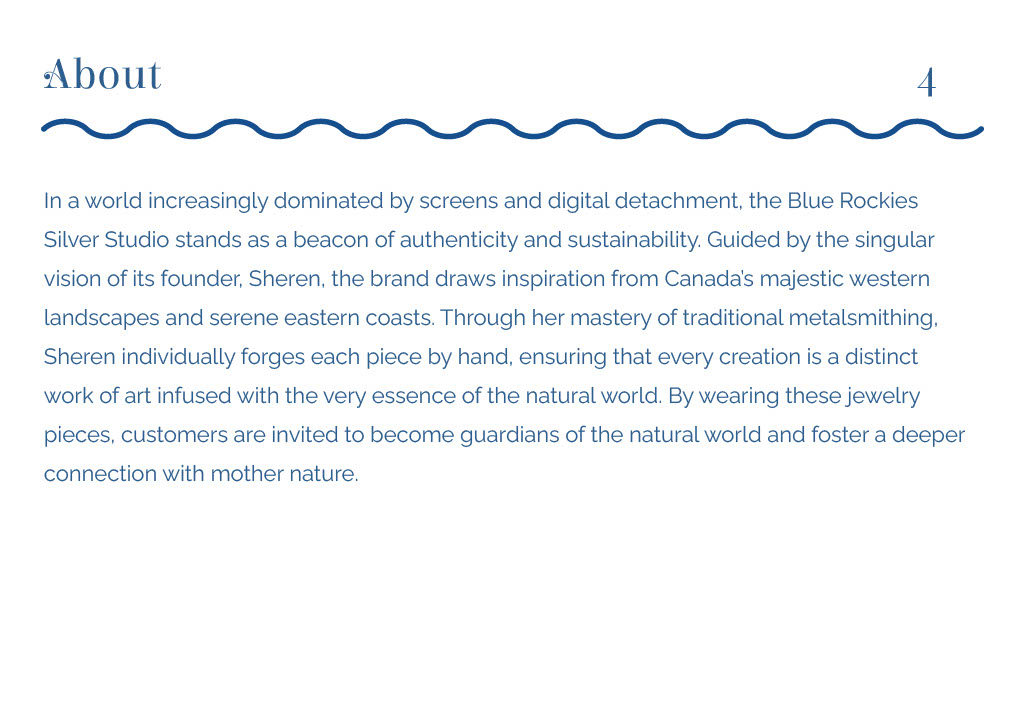 About
4
In a world increasingly dominated by screens and digital detachment, the Blue Rockies
Silver Studio stands as a beacon of authenticity and sustainability. Guided by the singular
vision of its founder, Sheren, the brand draws inspiration from Canada’s majestic western
landscapes and serene eastern coasts. Through her mastery of traditional metalsmithing,
Sheren individually forges each piece by hand, ensuring that every creation is a distinct
work of art infused with the very essence of the natural world. By wearing these jewelry
pieces, customers are invited to become guardians of the natural world and foster a deeper
connection with mother nature.